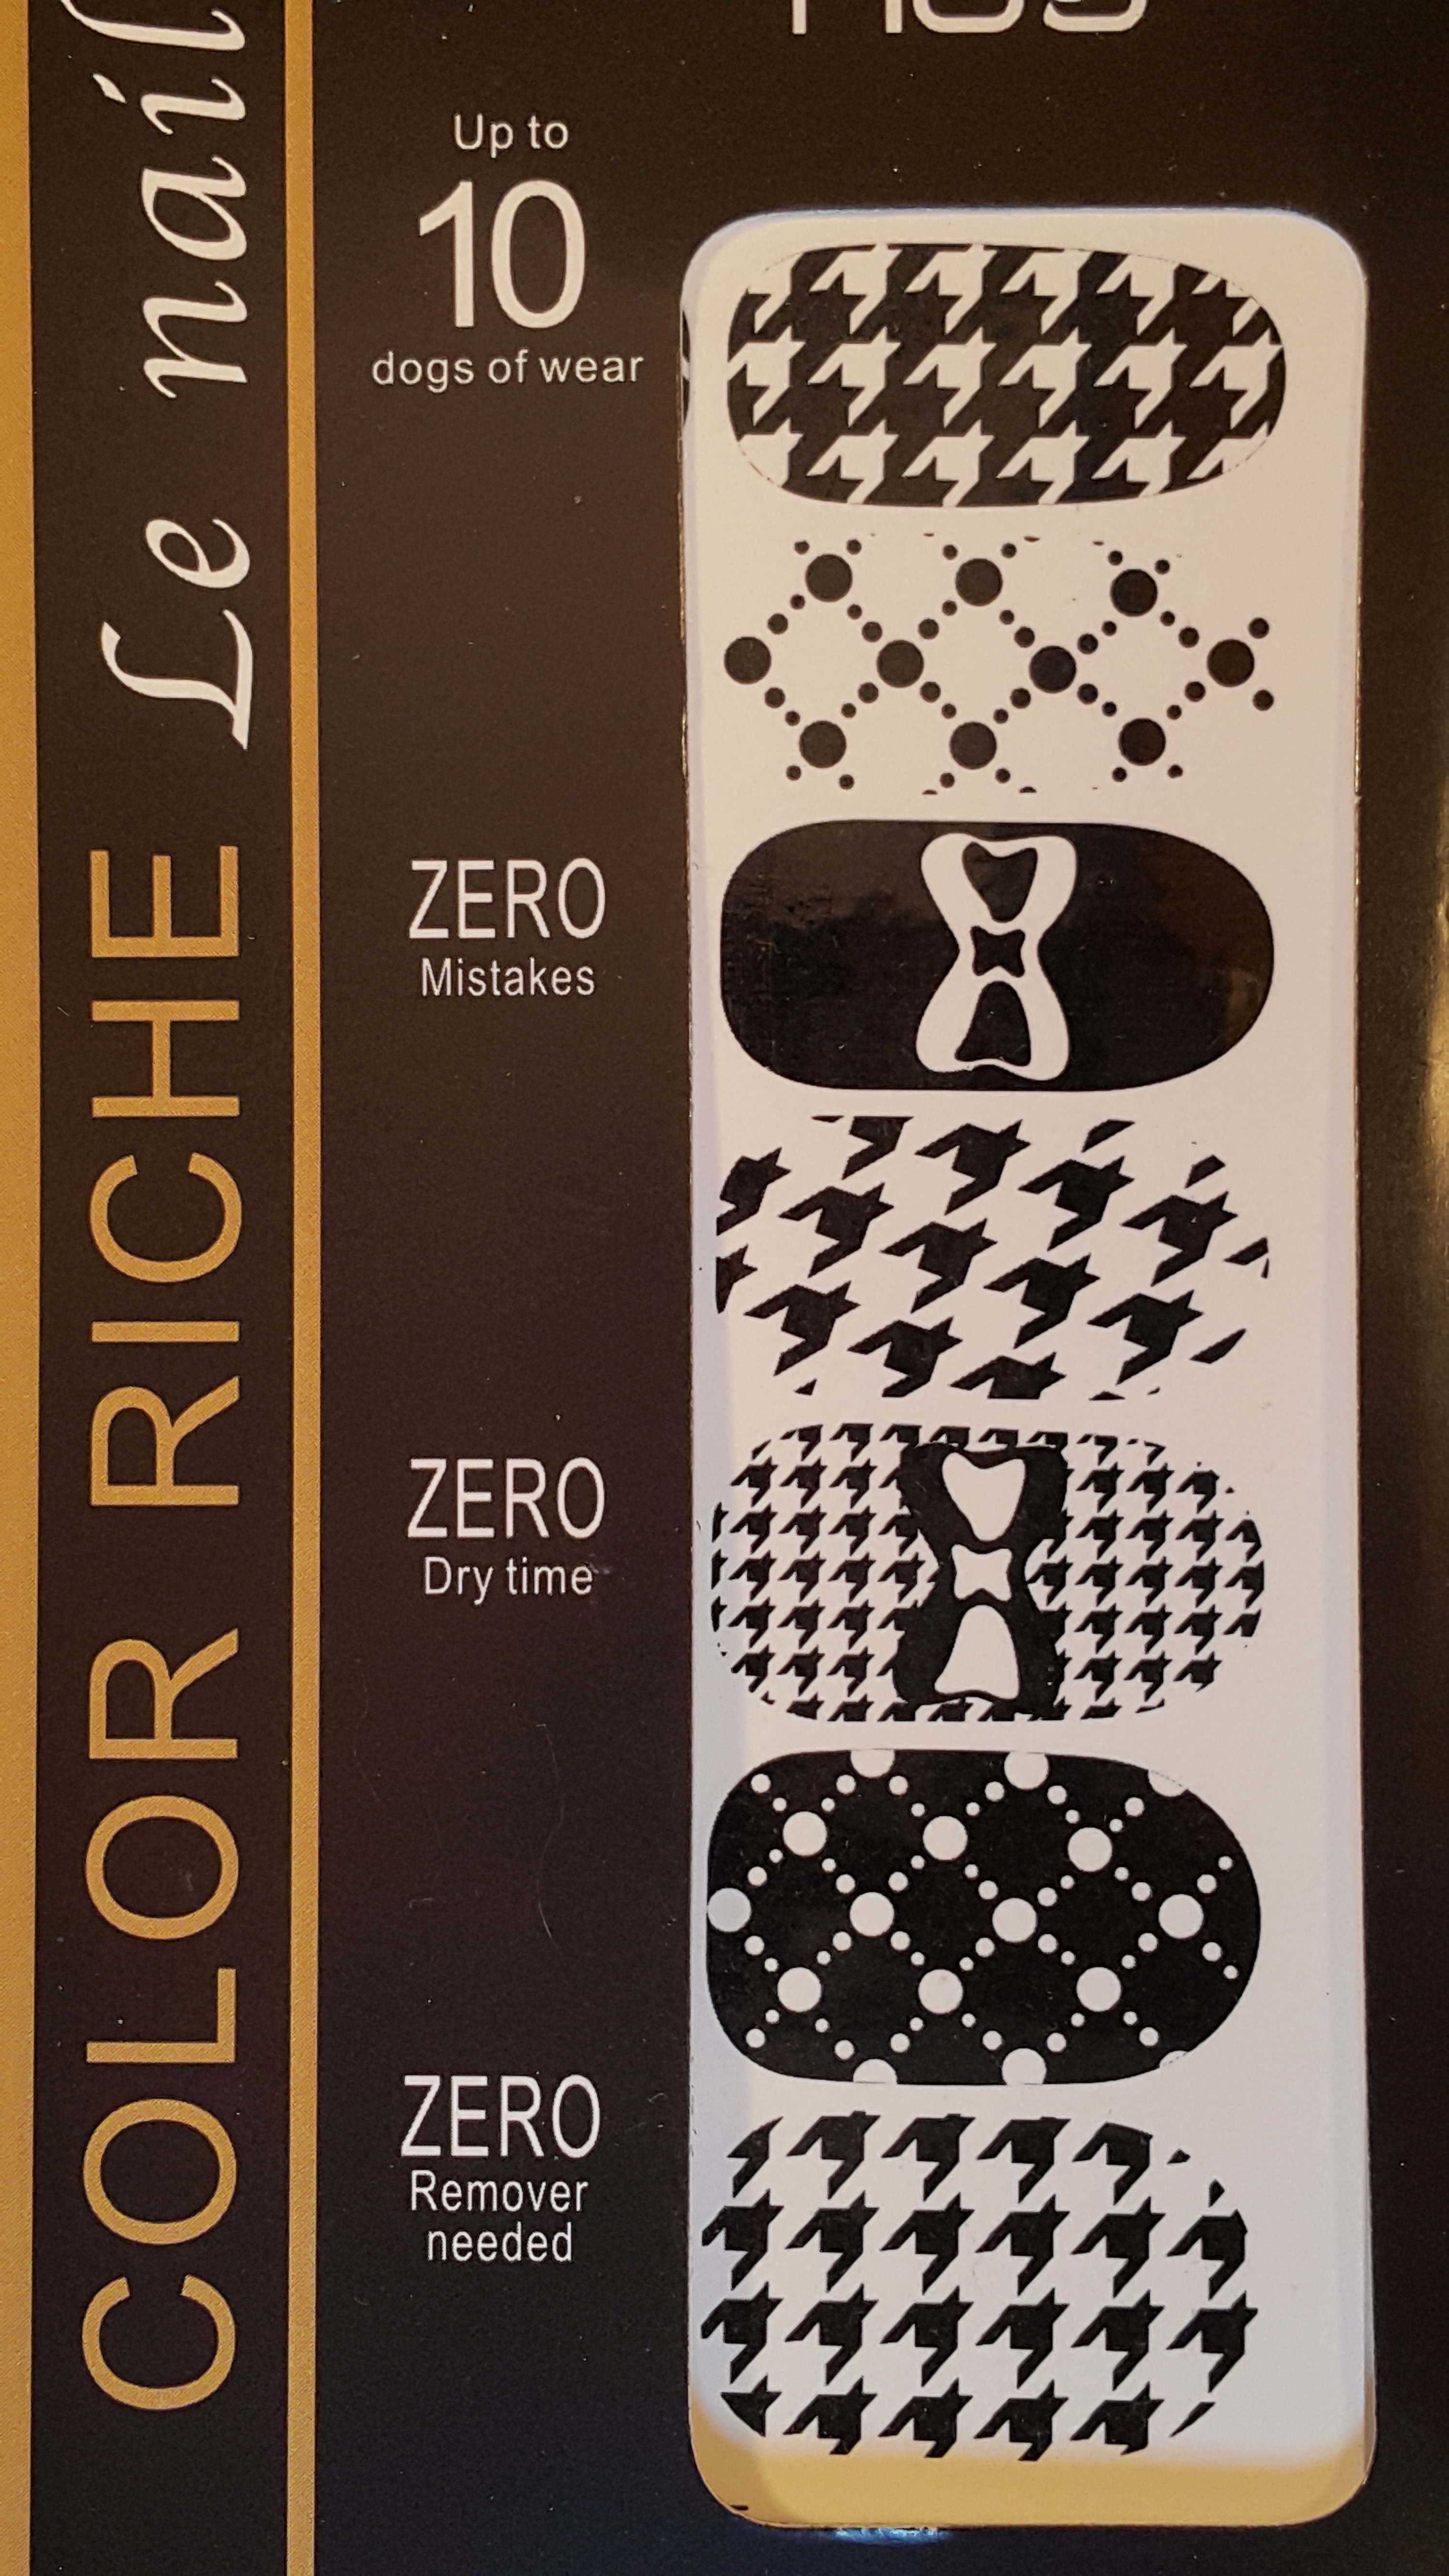 COLOR RICHE Le nail
Up to
10
dogs of wear
ZERO
Mistakes
ZERO
Dry time
ZERO
Remover
needed